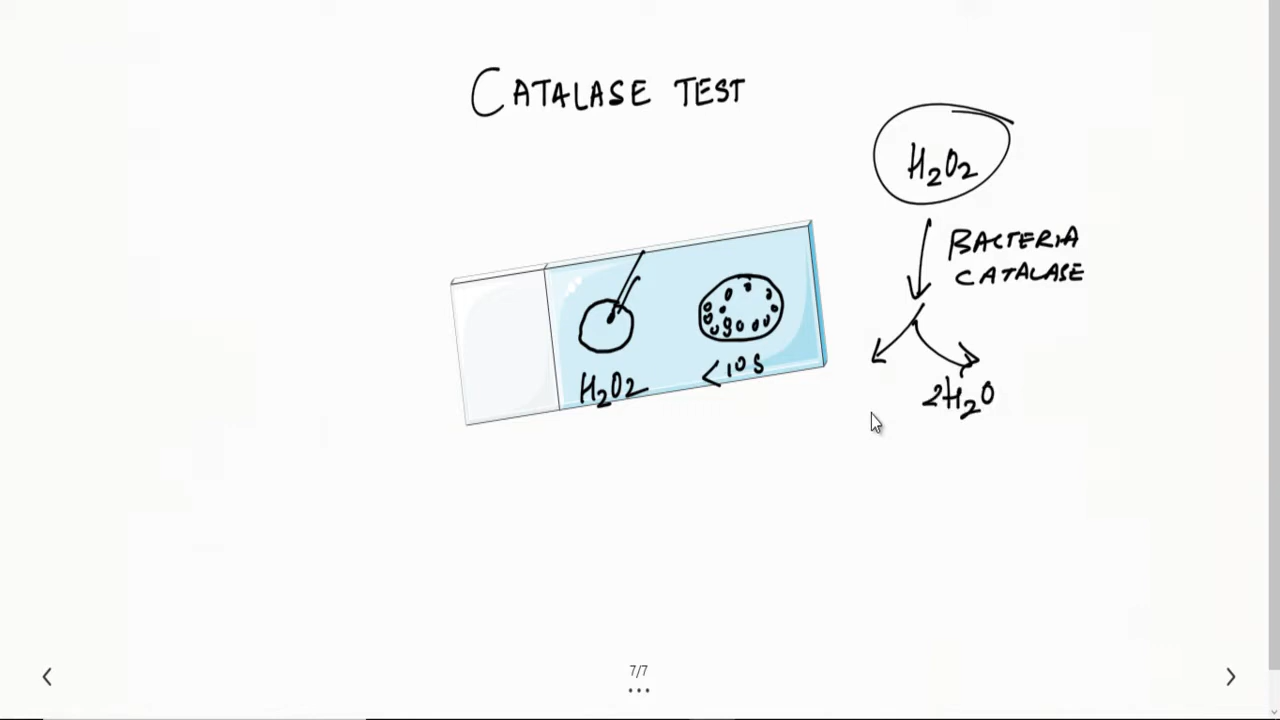 CATALASE TEST
H2O2
BACTERIA
CATALASE
2H2O
H2O2
<10 s
7/7